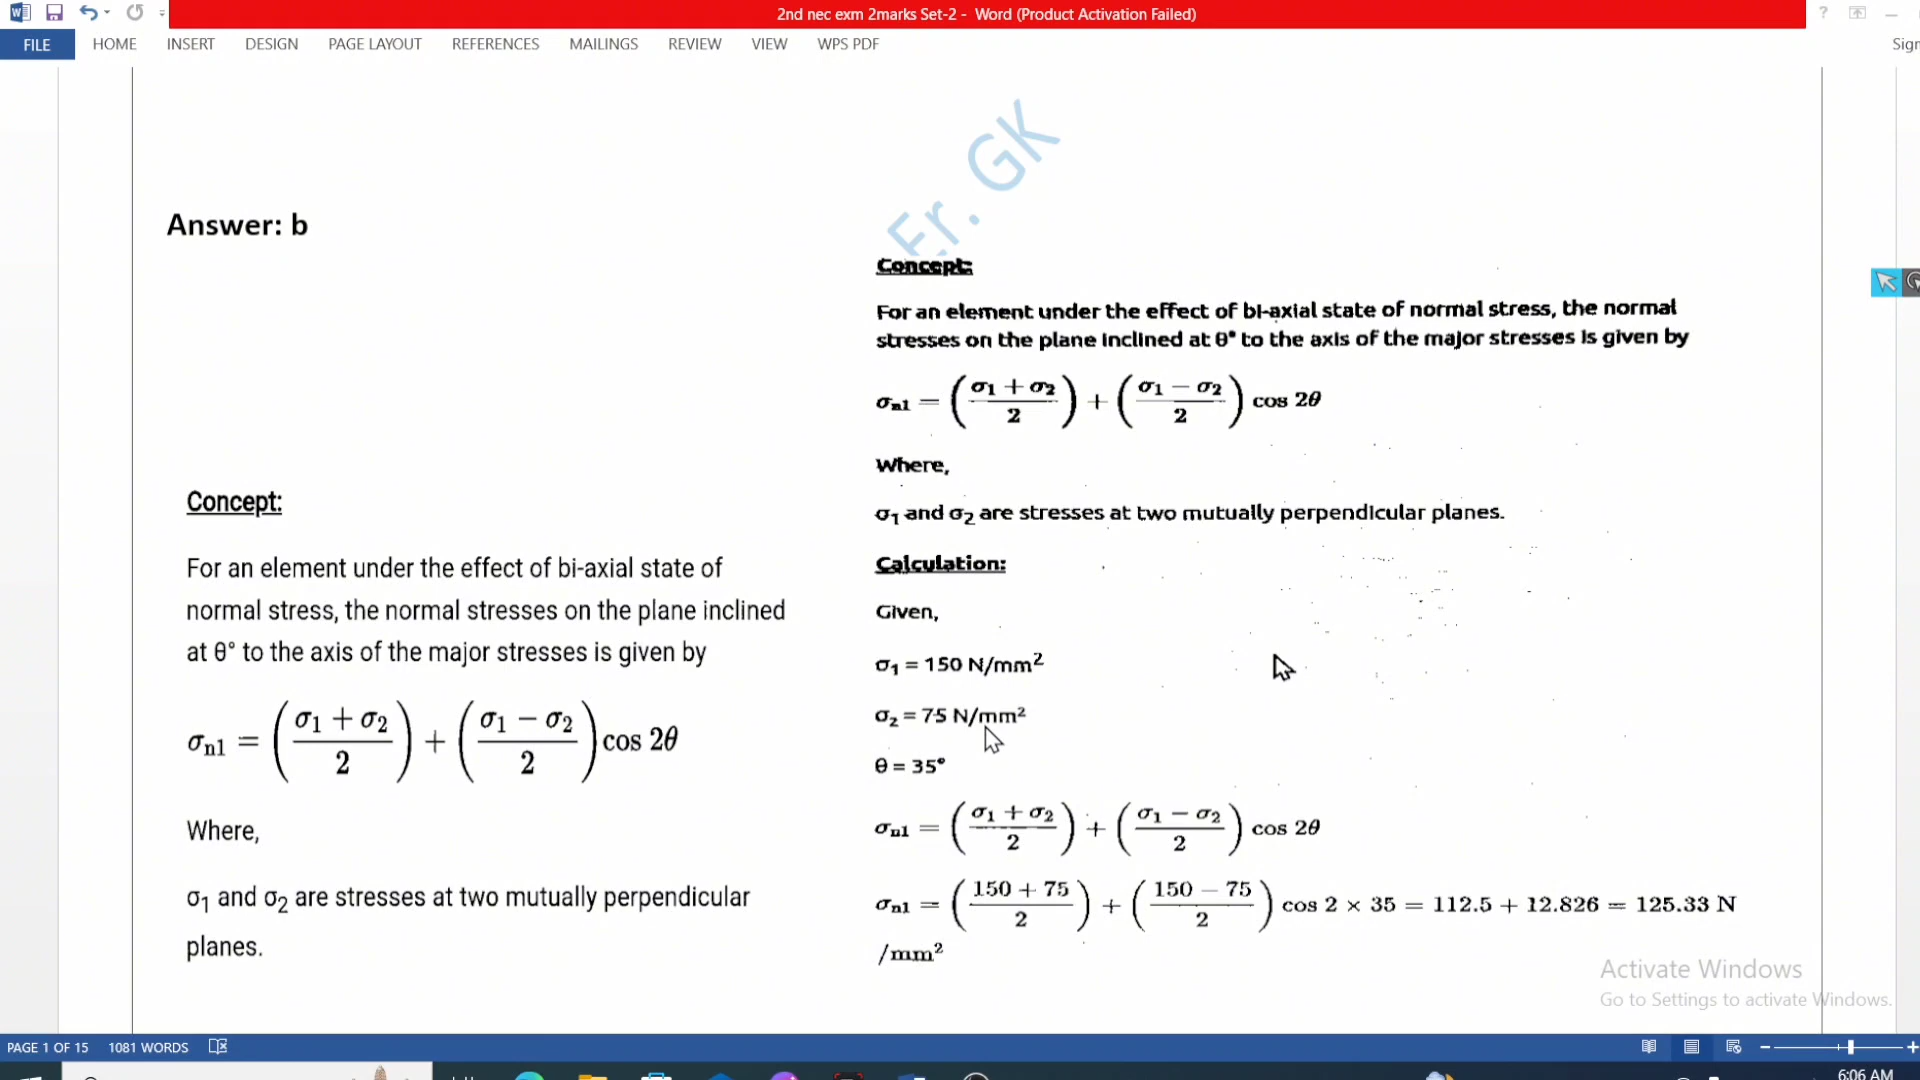 2nd nec exm 2marks Set-2 - Word (Product Activation Failed)
FILE HOME INSERT DESIGN PAGE LAYOUT REFERENCES MAILINGS REVIEW VIEW WPS PDF Sign
Er. GK
Answer: b
Concept:
For an element under the effect of bi-axial state of
normal stress, the normal stresses on the plane inclined
at θ° to the axis of the major stresses is given by
σn1 = ((σ1 + σ2)/2) + ((σ1 − σ2)/2) cos 2θ
Where,
σ1 and σ2 are stresses at two mutually perpendicular
planes.
Concept:
For an element under the effect of bi-axial state of normal stress, the normal
stresses on the plane inclined at θ° to the axis of the major stresses is given by
σn1 = ((σ1 + σ2)/2) + ((σ1 − σ2)/2) cos 2θ
Where,
σ1 and σ2 are stresses at two mutually perpendicular planes.
Calculation:
Given,
σ1 = 150 N/mm²
σ2 = 75 N/mm²
θ = 35°
σn1 = ((σ1 + σ2)/2) + ((σ1 − σ2)/2) cos 2θ
σn1 = ((150 + 75)/2) + ((150 − 75)/2) cos 2 × 35 = 112.5 + 12.826 = 125.33 N
/mm²
Activate Windows
Go to Settings to activate Windows.
PAGE 1 OF 15 1081 WORDS
6:06 AM